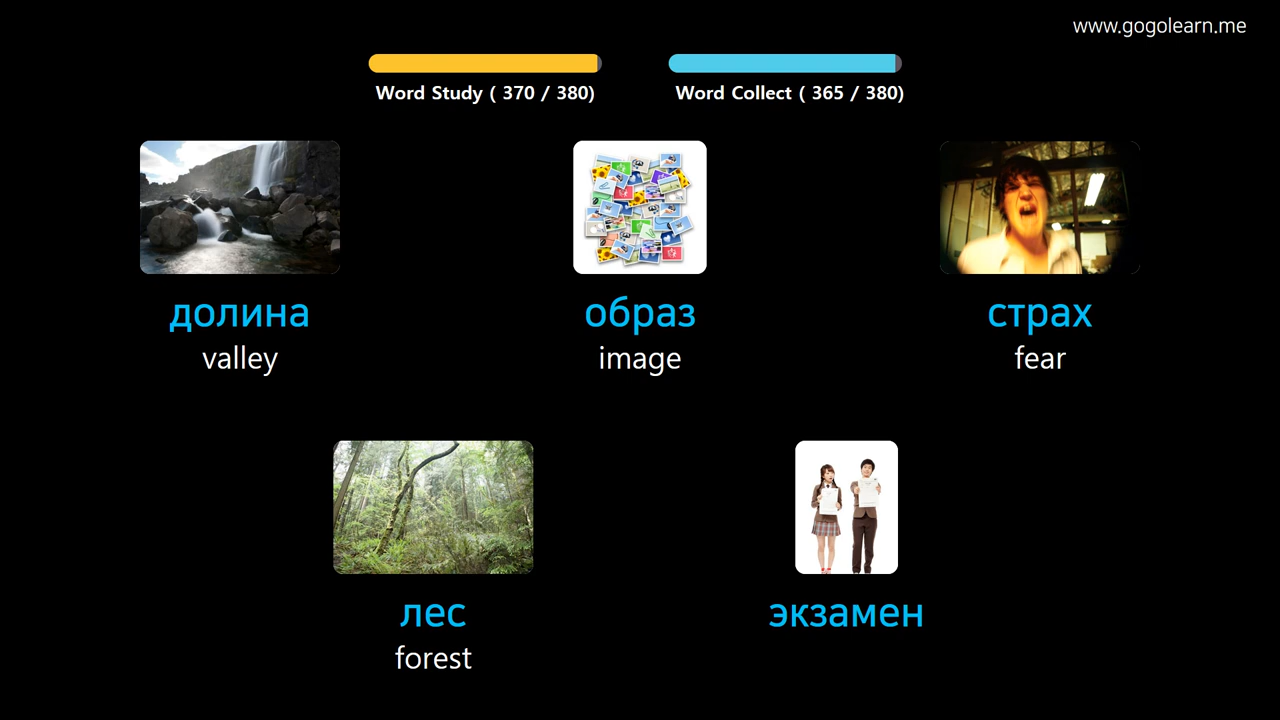 www.gogolearn.me
Word Study ( 370 / 380)
Word Collect ( 365 / 380)
долина
valley
образ
image
страх
fear
лес
forest
экзамен